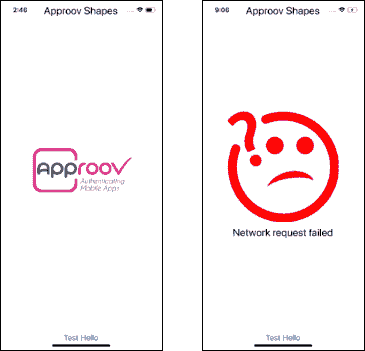 2:46 Approov Shapes
Approov
Authenticating
Mobile Apps
Test Hello
9:06 Approov Shapes
?
Network request failed
Test Hello